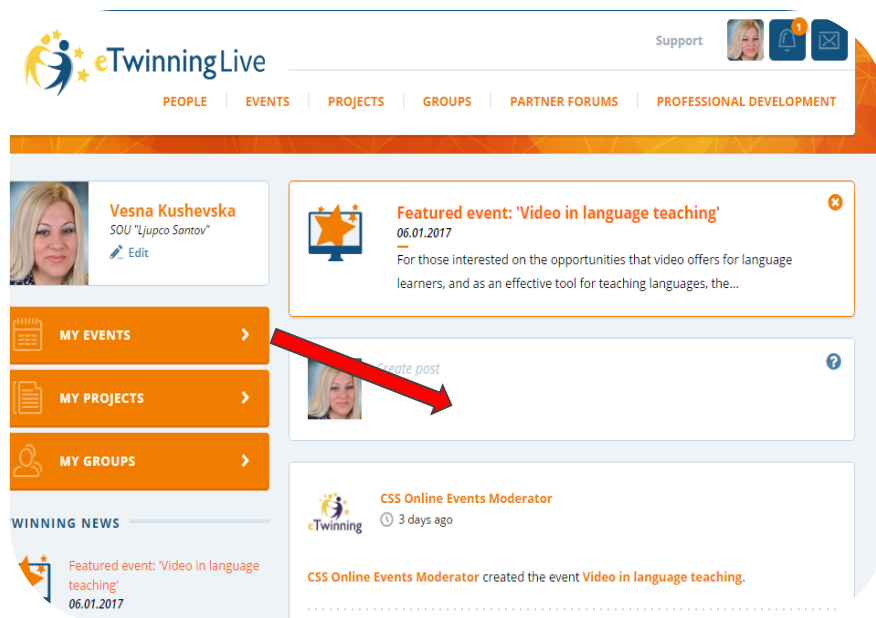 eTwinningLive
Support
1
PEOPLE
EVENTS
PROJECTS
GROUPS
PARTNER FORUMS
PROFESSIONAL DEVELOPMENT
Vesna Kushevska
SOU "Ljupco Santov"
Edit
MY EVENTS
MY PROJECTS
MY GROUPS
WINNING NEWS
Featured event: 'Video in language
teaching'
06.01.2017
Featured event: 'Video in language teaching'
06.01.2017
For those interested on the opportunities that video offers for language
learners, and as an effective tool for teaching languages, the...
Create post
?
eTwinning
CSS Online Events Moderator
3 days ago
CSS Online Events Moderator created the event Video in language teaching.